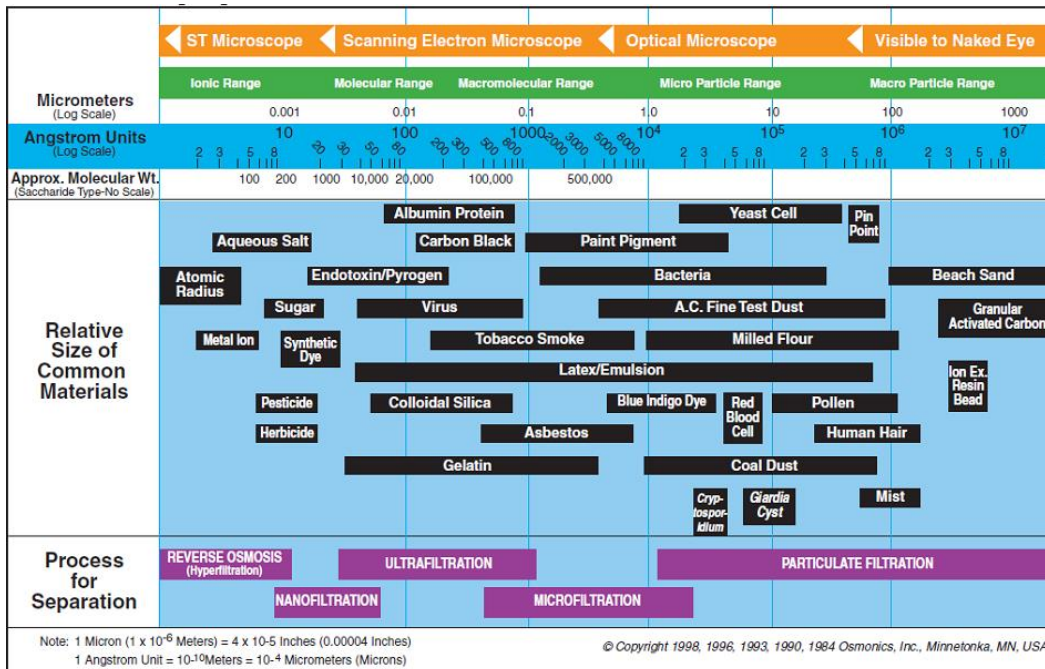 ST Microscope Scanning Electron Microscope Optical Microscope Visible to Naked Eye
Ionic Range Molecular Range Macromolecular Range Micro Particle Range Macro Particle Range
Micrometers
(Log Scale)
0.001 0.01 0.1 1.0 10 100 1000
Angstrom Units
(Log Scale)
10 100 1000 10⁴ 10⁵ 10⁶ 10⁷
2 3 5 8 20 30 50 80 200 300 500 800 2000 3000 5000 8000 2 3 5 8 2 3 5 8 2 3 5 8
Approx. Molecular Wt.
(Saccharide Type-No Scale)
100 200 1000 10,000 20,000 100,000 500,000
Relative
Size of
Common
Materials
Albumin Protein Yeast Cell
Pin
Point
Aqueous Salt Carbon Black Paint Pigment
Atomic
Radius
Endotoxin/Pyrogen Bacteria Beach Sand
Sugar Virus A.C. Fine Test Dust
Granular
Activated Carbon
Metal Ion
Synthetic
Dye
Tobacco Smoke Milled Flour
Latex/Emulsion
Ion Ex.
Resin
Bead
Pesticide Colloidal Silica Blue Indigo Dye
Red
Blood
Cell
Pollen
Herbicide Asbestos Human Hair
Gelatin Coal Dust
Cryp-
tospor-
idium
Giardia
Cyst
Mist
Process
for
Separation
REVERSE OSMOSIS
(Hyperfiltration)
ULTRAFILTRATION PARTICULATE FILTRATION
NANOFILTRATION MICROFILTRATION
Note: 1 Micron (1 x 10⁻⁶ Meters) = 4 x 10-5 Inches (0.00004 Inches)
1 Angstrom Unit = 10⁻¹⁰Meters = 10⁻⁴ Micrometers (Microns)
© Copyright 1998, 1996, 1993, 1990, 1984 Osmonics, Inc., Minnetonka, MN, USA